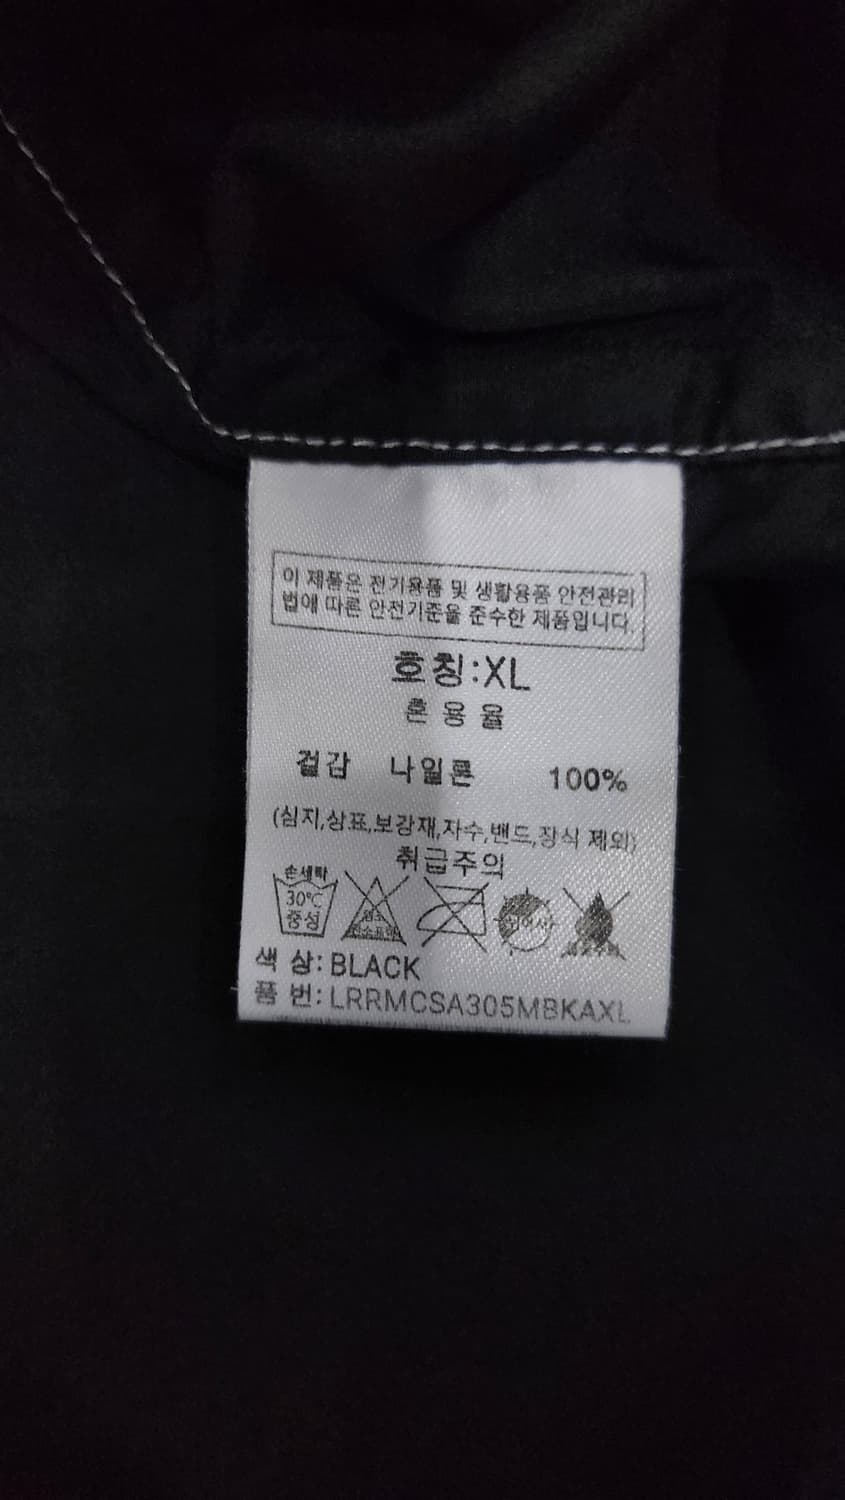 이 제품은 전기용품 및 생활용품 안전관리
법에 따른 안전기준을 준수한 제품입니다.
호칭:XL
혼 용 율
겉감 나일론 100%
(심지,상표,보강재,자수,밴드,장식 제외)
취급주의
손세탁
30℃
중성
색 상: BLACK
품 번: LRRMCSA305MBKAXL